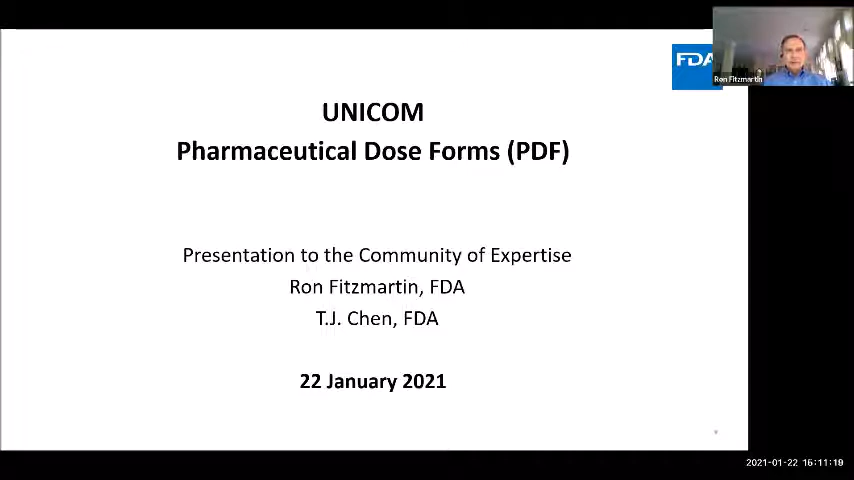 FDA
Ron Fitzmartin
UNICOM
Pharmaceutical Dose Forms (PDF)
Presentation to the Community of Expertise
Ron Fitzmartin, FDA
T.J. Chen, FDA
22 January 2021
2021-01-22 16:11:19